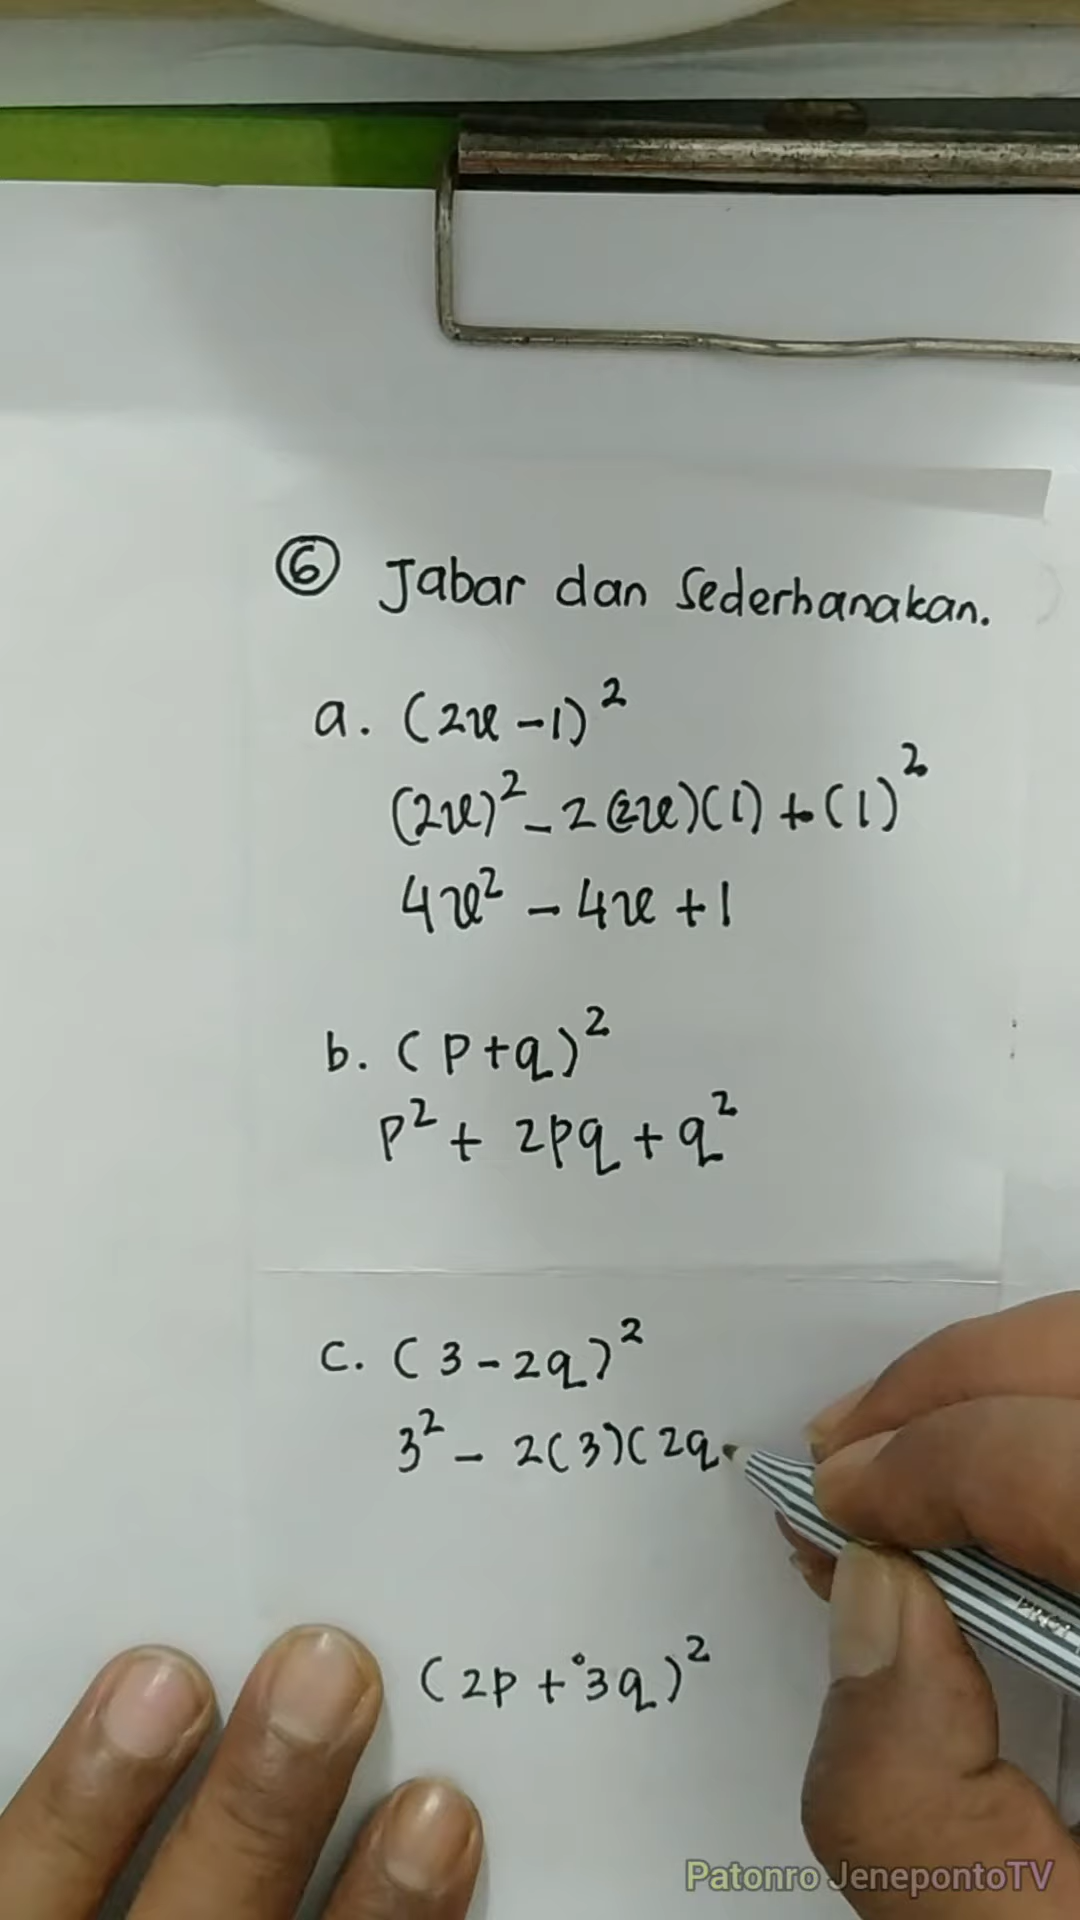 ⑥ Jabar dan Sederhanakan.
a. (2x - 1)²
(2x)² - 2(2x)(1) + (1)²
4x² - 4x + 1
b. (p+q)²
p² + 2pq + q²
c. (3 - 2q)²
3² - 2(3)(2q
(2p + 3q)²
Patonro JenepontoTV